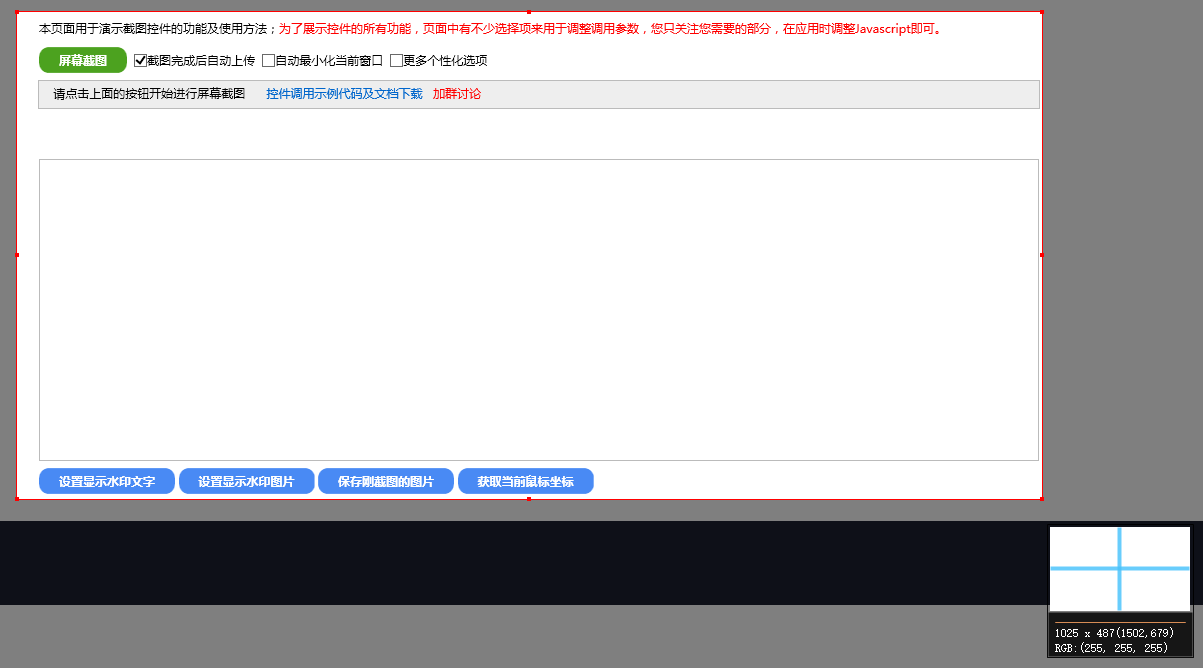 本页面用于演示截图控件的功能及使用方法；为了展示控件的所有功能，页面中有不少选择项来用于调整调用参数，您只关注您需要的部分，在应用时调整Javascript即可。
屏幕截图 截图完成后自动上传 自动最小化当前窗口 更多个性化选项
请点击上面的按钮开始进行屏幕截图 控件调用示例代码及文档下载 加群讨论
设置显示水印文字 设置显示水印图片 保存刚截图的图片 获取当前鼠标坐标
1025 x 487(1502,679)
RGB:(255, 255, 255)